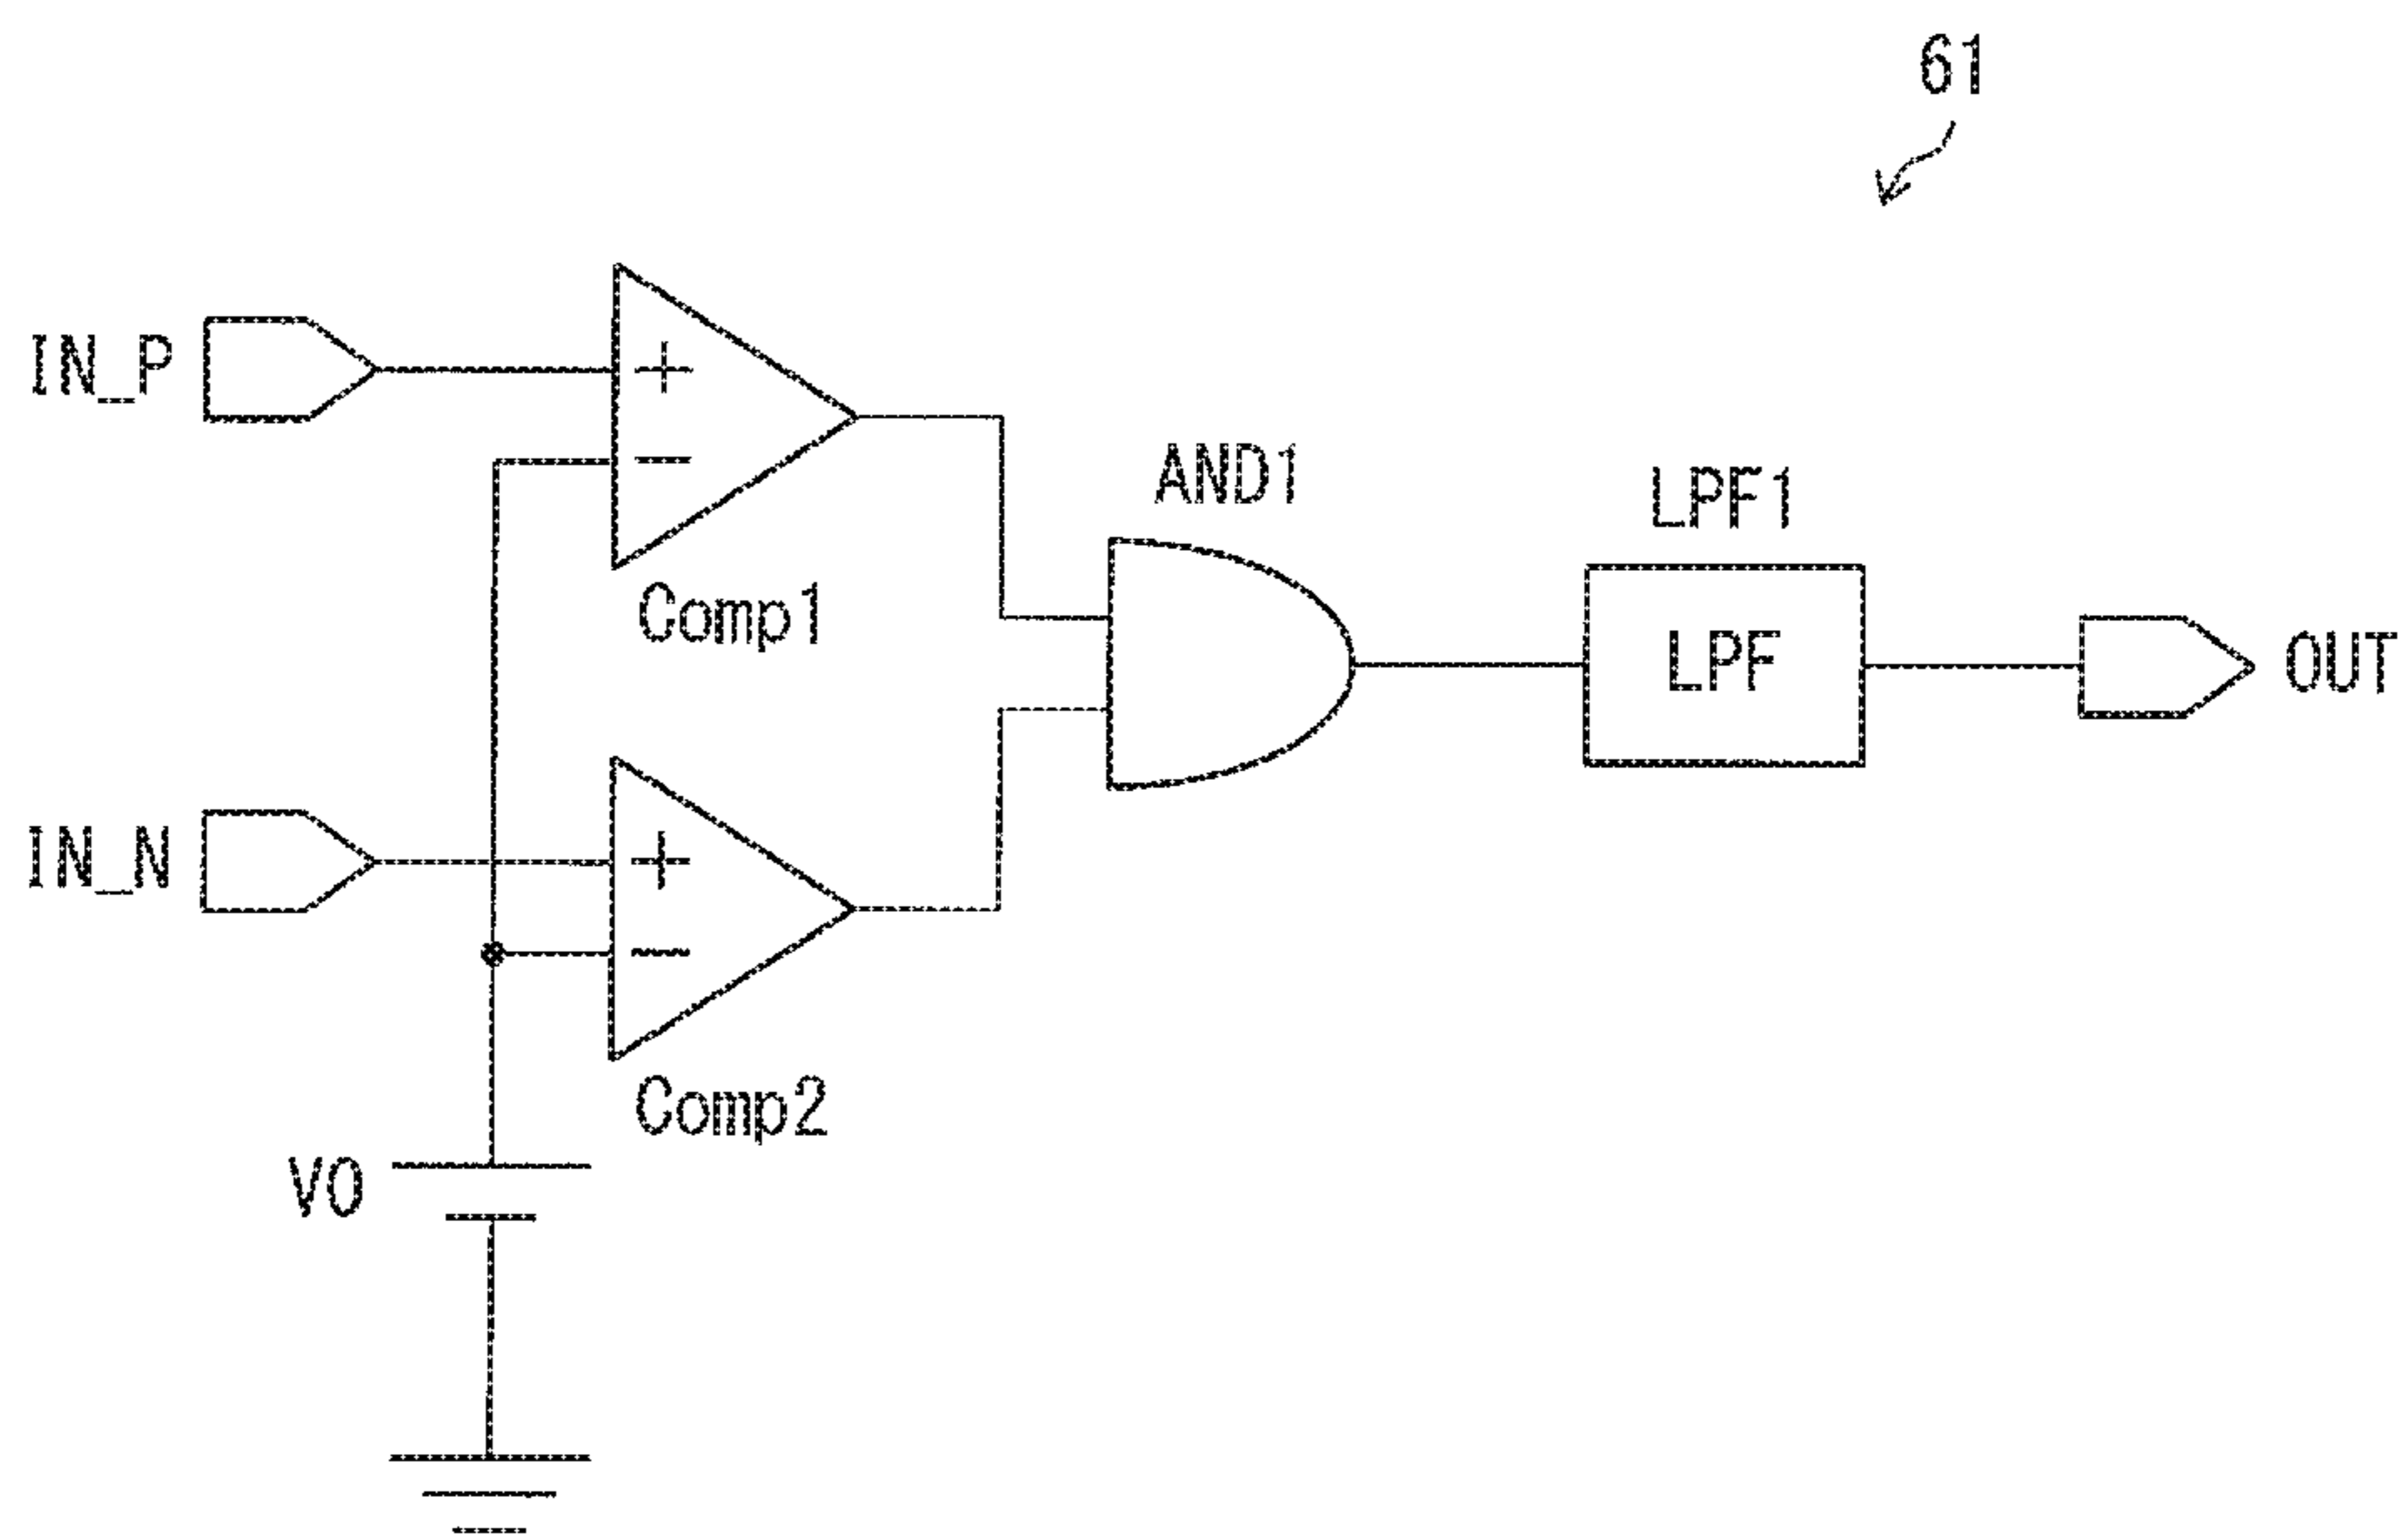 61
IN_P
+
−
Comp1
AND1
LPF1
LPF
OUT
IN_N
+
−
Comp2
V0